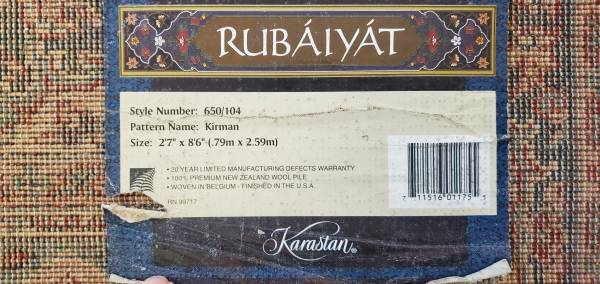 RUBÁIYÁT
Style Number: 650/104
Pattern Name: Kirman
Size: 2'7" x 8'6" (.79m x 2.59m)
• 20 YEAR LIMITED MANUFACTURING DEFECTS WARRANTY
• 100% PREMIUM NEW ZEALAND WOOL PILE
• WOVEN IN BELGIUM - FINISHED IN THE U.S.A.
RN 99717
7 11516 01175 3
Karastan®